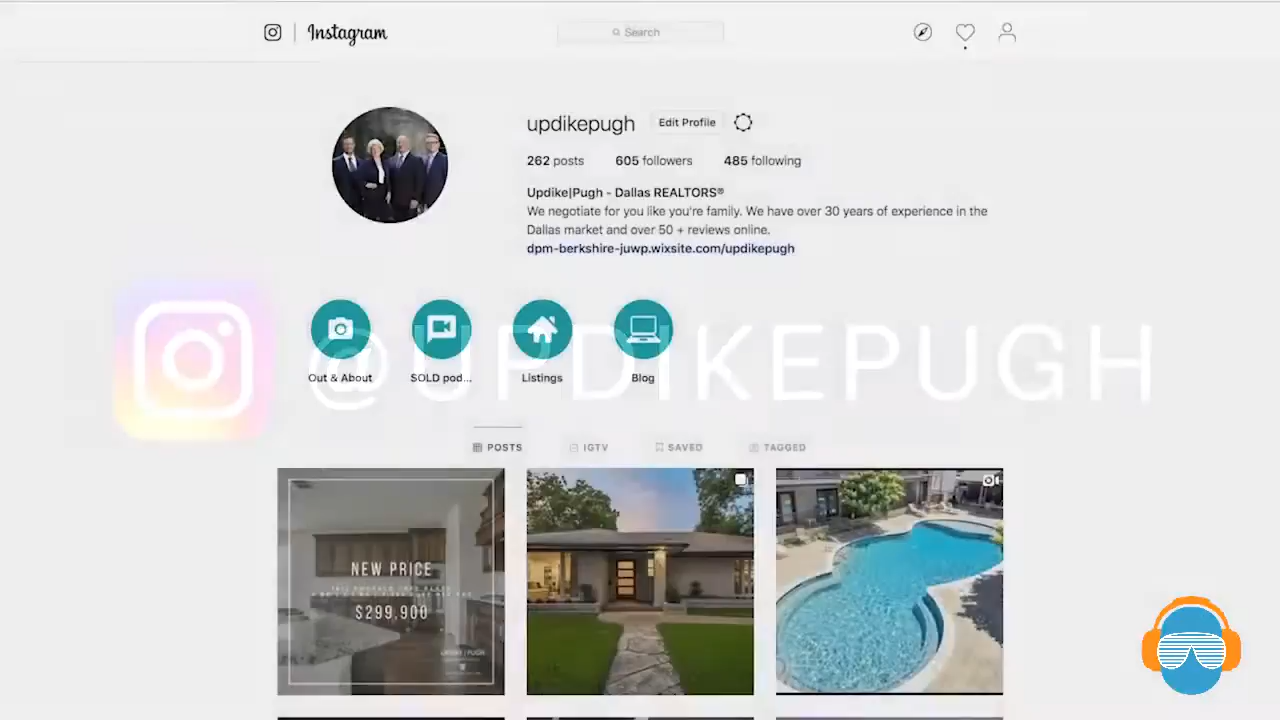 Instagram
Search
updikepugh Edit Profile
262 posts 605 followers 485 following
Updike|Pugh - Dallas REALTORS®
We negotiate for you like you're family. We have over 30 years of experience in the
Dallas market and over 50 + reviews online.
dpm-berkshire-juwp.wixsite.com/updikepugh
@UPDIKEPUGH
Out & About SOLD pod... Listings Blog
POSTS IGTV SAVED TAGGED
NEW PRICE
$299,900
UPDIKE | PUGH